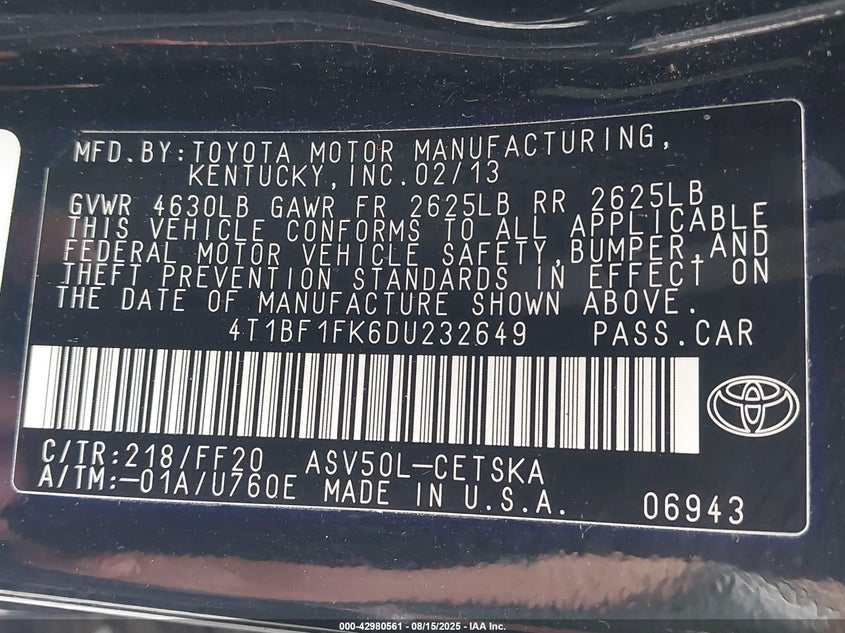 MFD.BY:TOYOTA MOTOR MANUFACTURING,
KENTUCKY,INC.02/13
GVWR 4630LB GAWR FR 2625LB RR 2625LB
THIS VEHICLE CONFORMS TO ALL APPLICABLE
FEDERAL MOTOR VEHICLE SAFETY,BUMPER,AND
THEFT PREVENTION STANDARDS IN EFFECT ON
THE DATE OF MANUFACTURE SHOWN ABOVE.
4T1BF1FK6DU232649 PASS.CAR
C/TR:218/FF20 ASV50L-CETSKA
A/TM:-01A/U760E MADE IN U.S.A. 06943
000-42980561 - 08/15/2025 - IAA Inc.